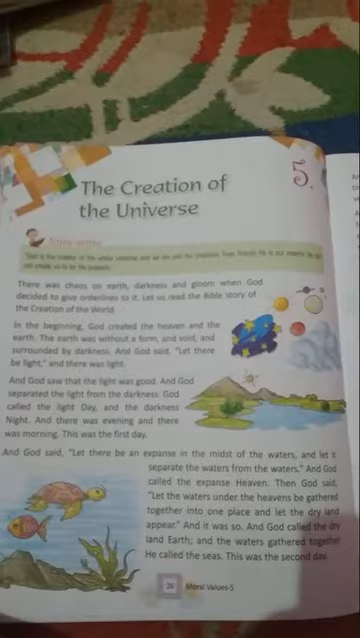 5.
The Creation of
the Universe
There was chaos on earth, darkness and gloom when God
decided to give orderliness to it. Let us read the Bible story of
the Creation of the World.
In the beginning, God created the heaven and the
earth. The earth was without a form, and void, and
surrounded by darkness. And God said, "Let there
be light," and there was light.
And God saw that the light was good. And God
separated the light from the darkness. God
called the light Day, and the darkness
Night. And there was evening and there
was morning. This was the first day.
And God said, "Let there be an expanse in the midst of the waters, and let it
separate the waters from the waters." And God
called the expanse Heaven. Then God said,
"Let the waters under the heavens be gathered
together into one place and let the dry land
appear." And it was so. And God called the dry
land Earth; and the waters gathered together
He called the seas. This was the second day.
26 Moral Values-5